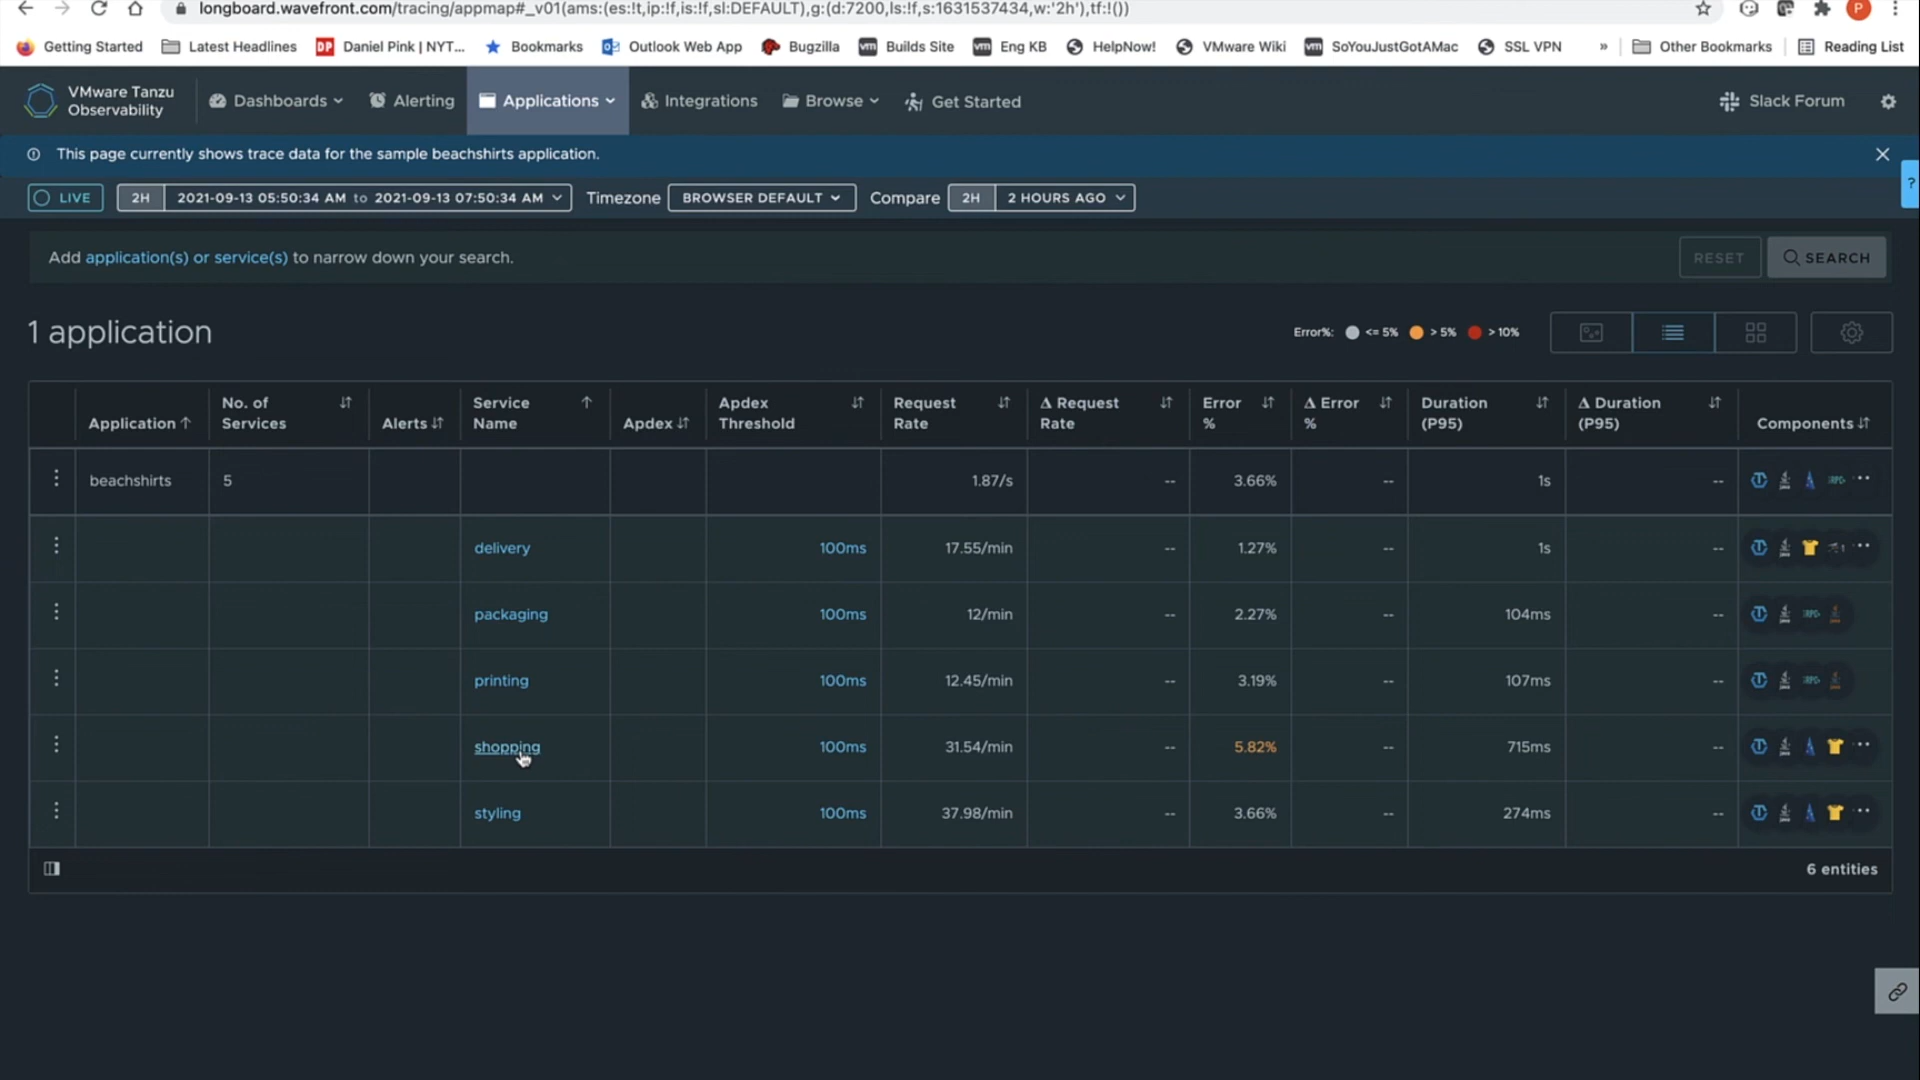 longboard.wavefront.com/tracing/appmap#_v01(ams:(es:!t,ip:!f,is:!f,sl:DEFAULT),g:(d:7200,ls:!f,s:1631537434,w:'2h'),tf:!())
P
Getting Started Latest Headlines DP Daniel Pink | NYT... Bookmarks Outlook Web App Bugzilla vm Builds Site vm Eng KB HelpNow! VMware Wiki vm SoYouJustGotAMac SSL VPN » Other Bookmarks Reading List
VMware Tanzu
Observability
Dashboards Alerting Applications Integrations Browse Get Started Slack Forum
This page currently shows trace data for the sample beachshirts application.
?
LIVE 2H 2021-09-13 05:50:34 AM to 2021-09-13 07:50:34 AM Timezone BROWSER DEFAULT Compare 2H 2 HOURS AGO
Add application(s) or service(s) to narrow down your search. RESET SEARCH
1 application Error%: <= 5% > 5% > 10%
Application No. of Services Alerts Service Name Apdex Apdex Threshold Request Rate Δ Request Rate Error % Δ Error % Duration (P95) Δ Duration (P95) Components
beachshirts 5 1.87/s -- 3.66% -- 1s --
delivery 100ms 17.55/min -- 1.27% -- 1s --
packaging 100ms 12/min -- 2.27% -- 104ms --
printing 100ms 12.45/min -- 3.19% -- 107ms --
shopping 100ms 31.54/min -- 5.82% -- 715ms --
styling 100ms 37.98/min -- 3.66% -- 274ms --
6 entities